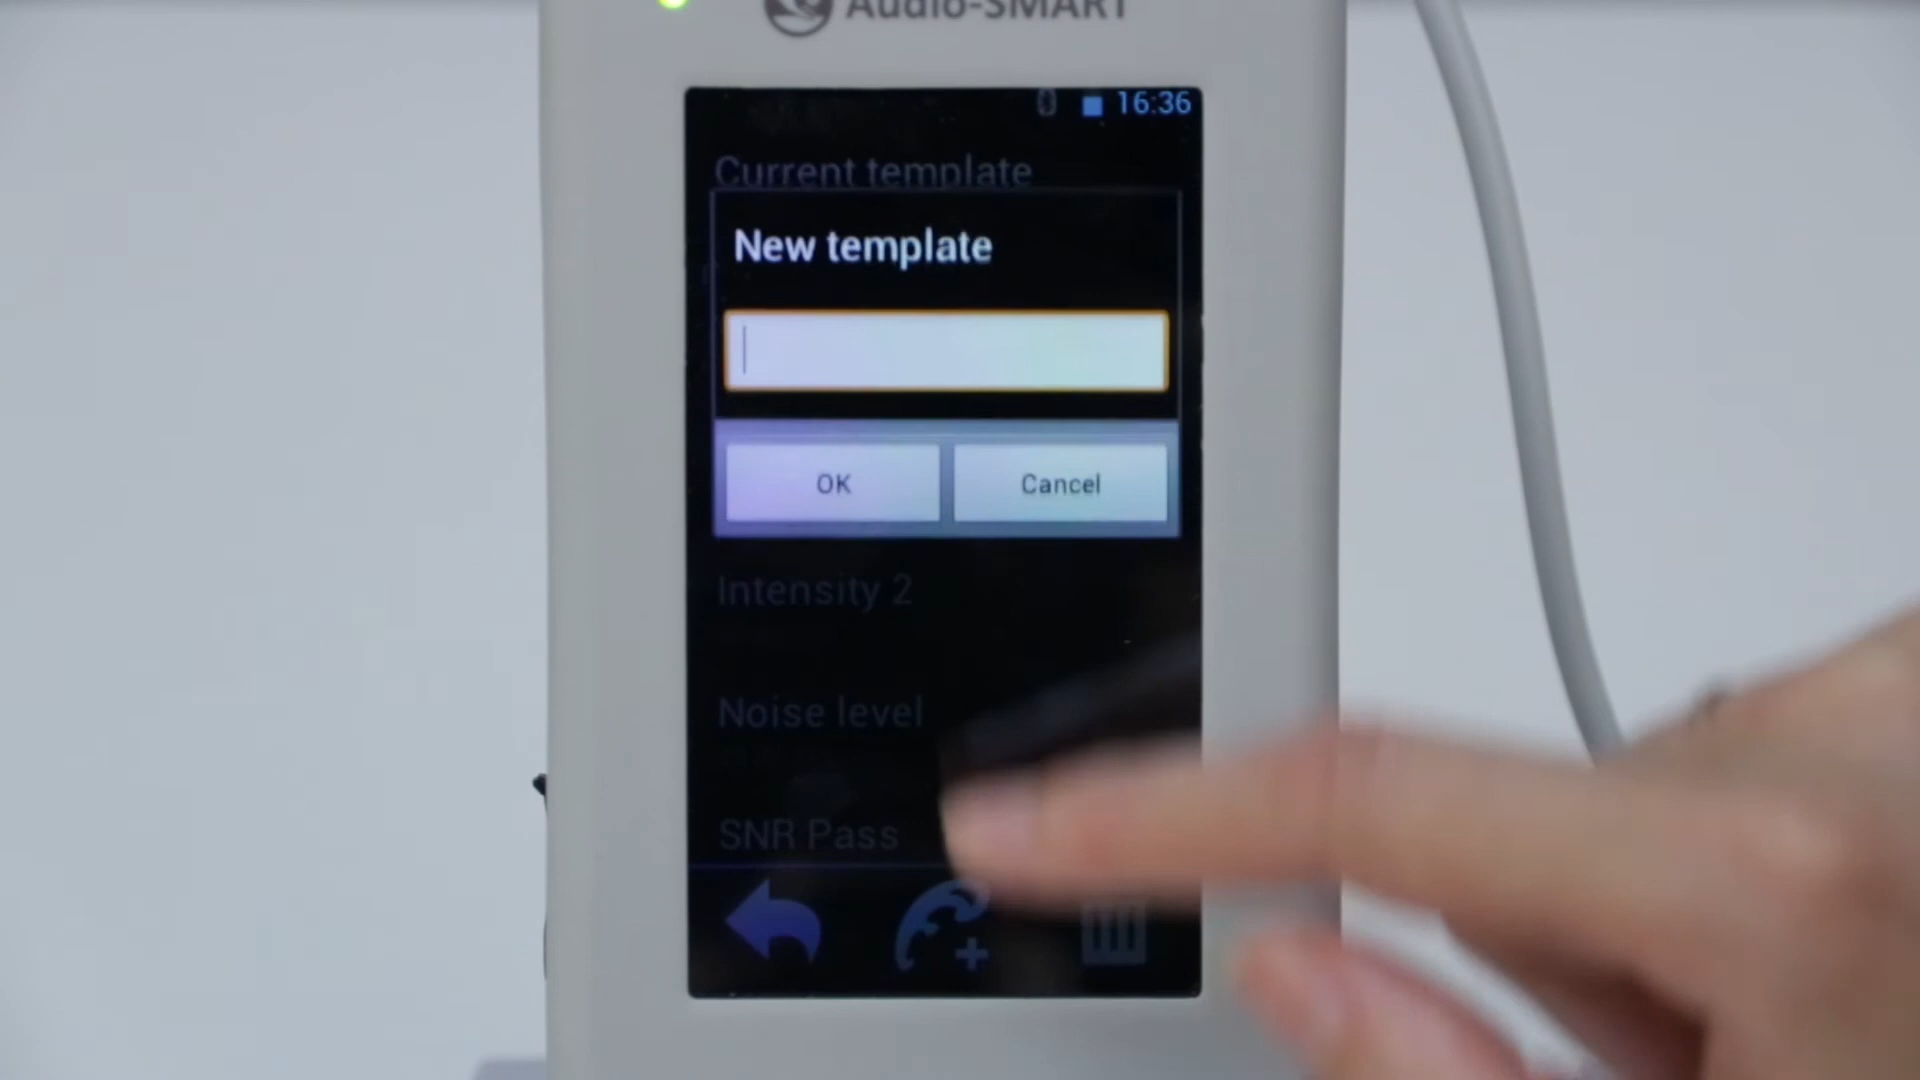 Audio-SMART
16:36
Current template
New template
OK Cancel
Intensity 2
Noise level
SNR Pass